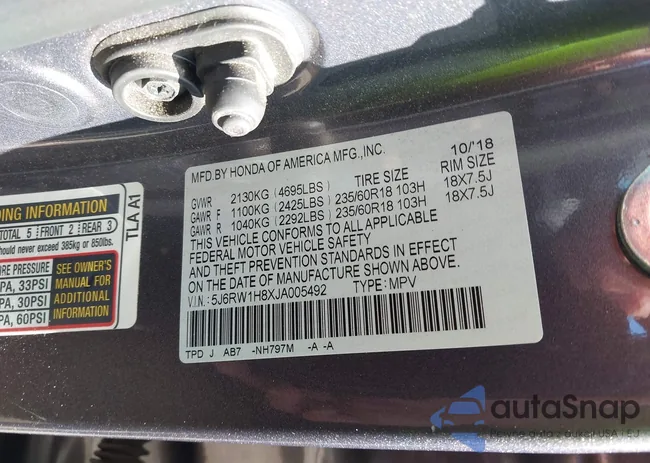 MFD.BY HONDA OF AMERICA MFG.,INC. 10/'18
GVWR 2130KG (4695LBS) TIRE SIZE RIM SIZE
GAWR F 1100KG (2425LBS) 235/60R18 103H 18X7.5J
GAWR R 1040KG (2292LBS) 235/60R18 103H 18X7.5J
THIS VEHICLE CONFORMS TO ALL APPLICABLE
FEDERAL MOTOR VEHICLE SAFETY
AND THEFT PREVENTION STANDARDS IN EFFECT
ON THE DATE OF MANUFACTURE SHOWN ABOVE.
V.I.N.: 5J6RW1H8XJA005492 TYPE: MPV
TPD J AB7 -NH797M -A -A
DING INFORMATION
TOTAL 5 FRONT 2 REAR 3
hould never exceed 385kg or 850lbs.
RE PRESSURE
PA, 33PSI
PA, 30PSI
PA, 60PSI
SEE OWNER'S
MANUAL FOR
ADDITIONAL
INFORMATION
TLA A1
autaSnap